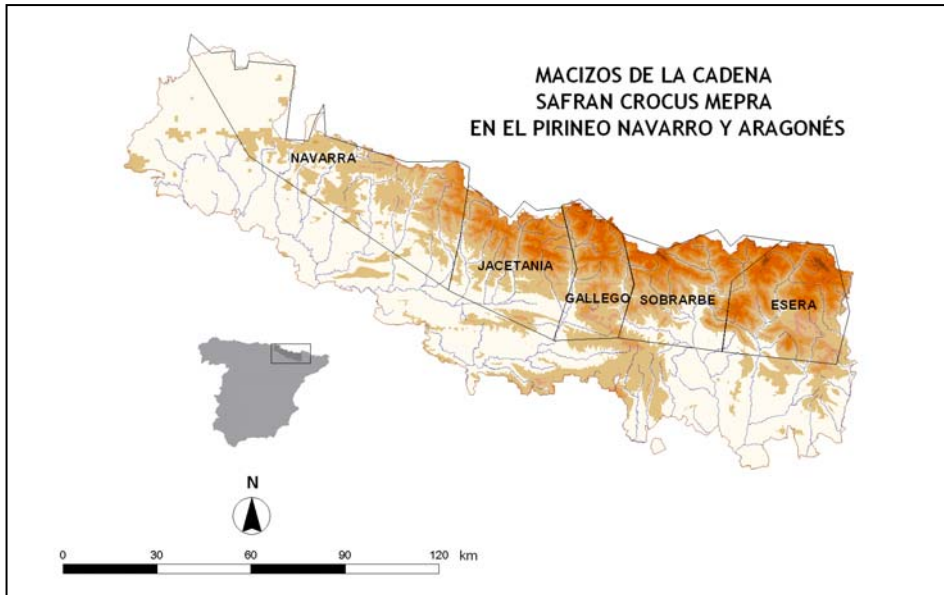 MACIZOS DE LA CADENA
SAFRAN CROCUS MEPRA
EN EL PIRINEO NAVARRO Y ARAGONÉS
NAVARRA
JACETANIA
GALLEGO
SOBRARBE
ESERA
N
0 30 60 90 120 km